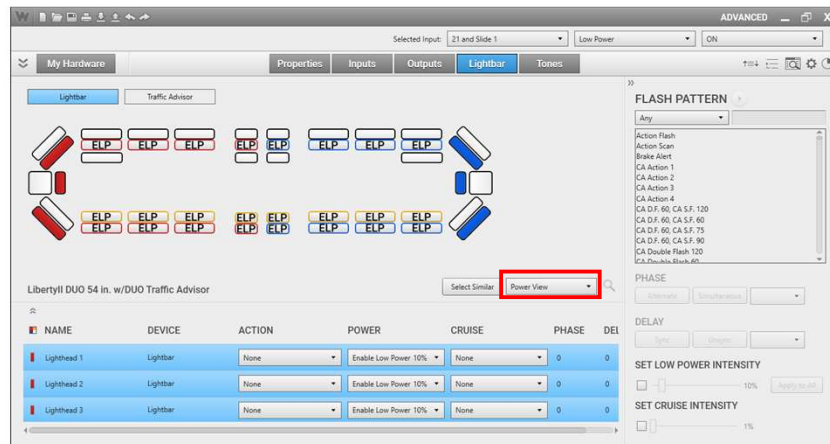 W ADVANCED
Selected Input: 21 and Slide 1 Low Power ON
My Hardware Properties Inputs Outputs Lightbar Tones
Lightbar Traffic Advisor
FLASH PATTERN
Any
Action Flash
Action Scan
Brake Alert
CA Action 1
CA Action 2
CA Action 3
CA Action 4
CA D.F. 60, CA S.F. 120
CA D.F. 60, CA S.F. 60
CA D.F. 60, CA S.F. 75
CA D.F. 60, CA S.F. 90
CA Double Flash 120
CA Double Flash 60
ELP ELP ELP ELP ELP ELP ELP ELP
ELP ELP ELP ELP ELP ELP ELP ELP
ELP ELP ELP ELP ELP ELP ELP ELP
LibertyII DUO 54 in. w/DUO Traffic Advisor Select Similar Power View
PHASE
Alternate Simultaneous
DELAY
Sync Unsync
NAME DEVICE ACTION POWER CRUISE PHASE DEL
Lighthead 1 Lightbar None Enable Low Power 10% None 0 0
Lighthead 2 Lightbar None Enable Low Power 10% None 0 0
Lighthead 3 Lightbar None Enable Low Power 10% None 0 0
SET LOW POWER INTENSITY
10% Apply to All
SET CRUISE INTENSITY
1%